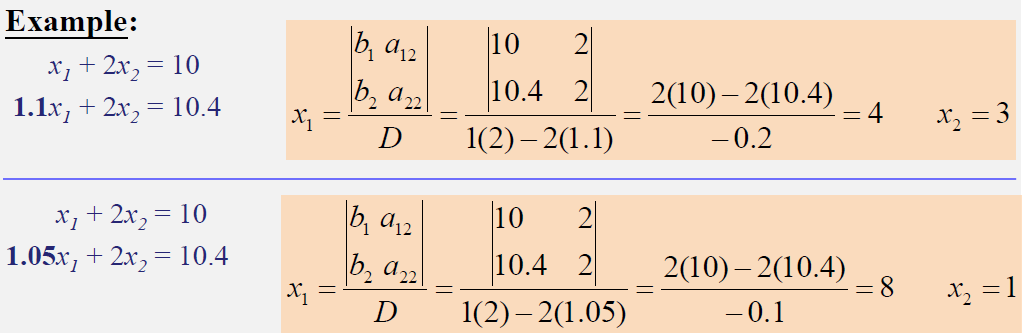 Example:
x₁ + 2x₂ = 10
1.1x₁ + 2x₂ = 10.4
x₁ = |b₁ a₁₂; b₂ a₂₂| / D = |10 2; 10.4 2| / (1(2) – 2(1.1)) = (2(10) – 2(10.4)) / (– 0.2) = 4 x₂ = 3
x₁ + 2x₂ = 10
1.05x₁ + 2x₂ = 10.4
x₁ = |b₁ a₁₂; b₂ a₂₂| / D = |10 2; 10.4 2| / (1(2) – 2(1.05)) = (2(10) – 2(10.4)) / (– 0.1) = 8 x₂ = 1